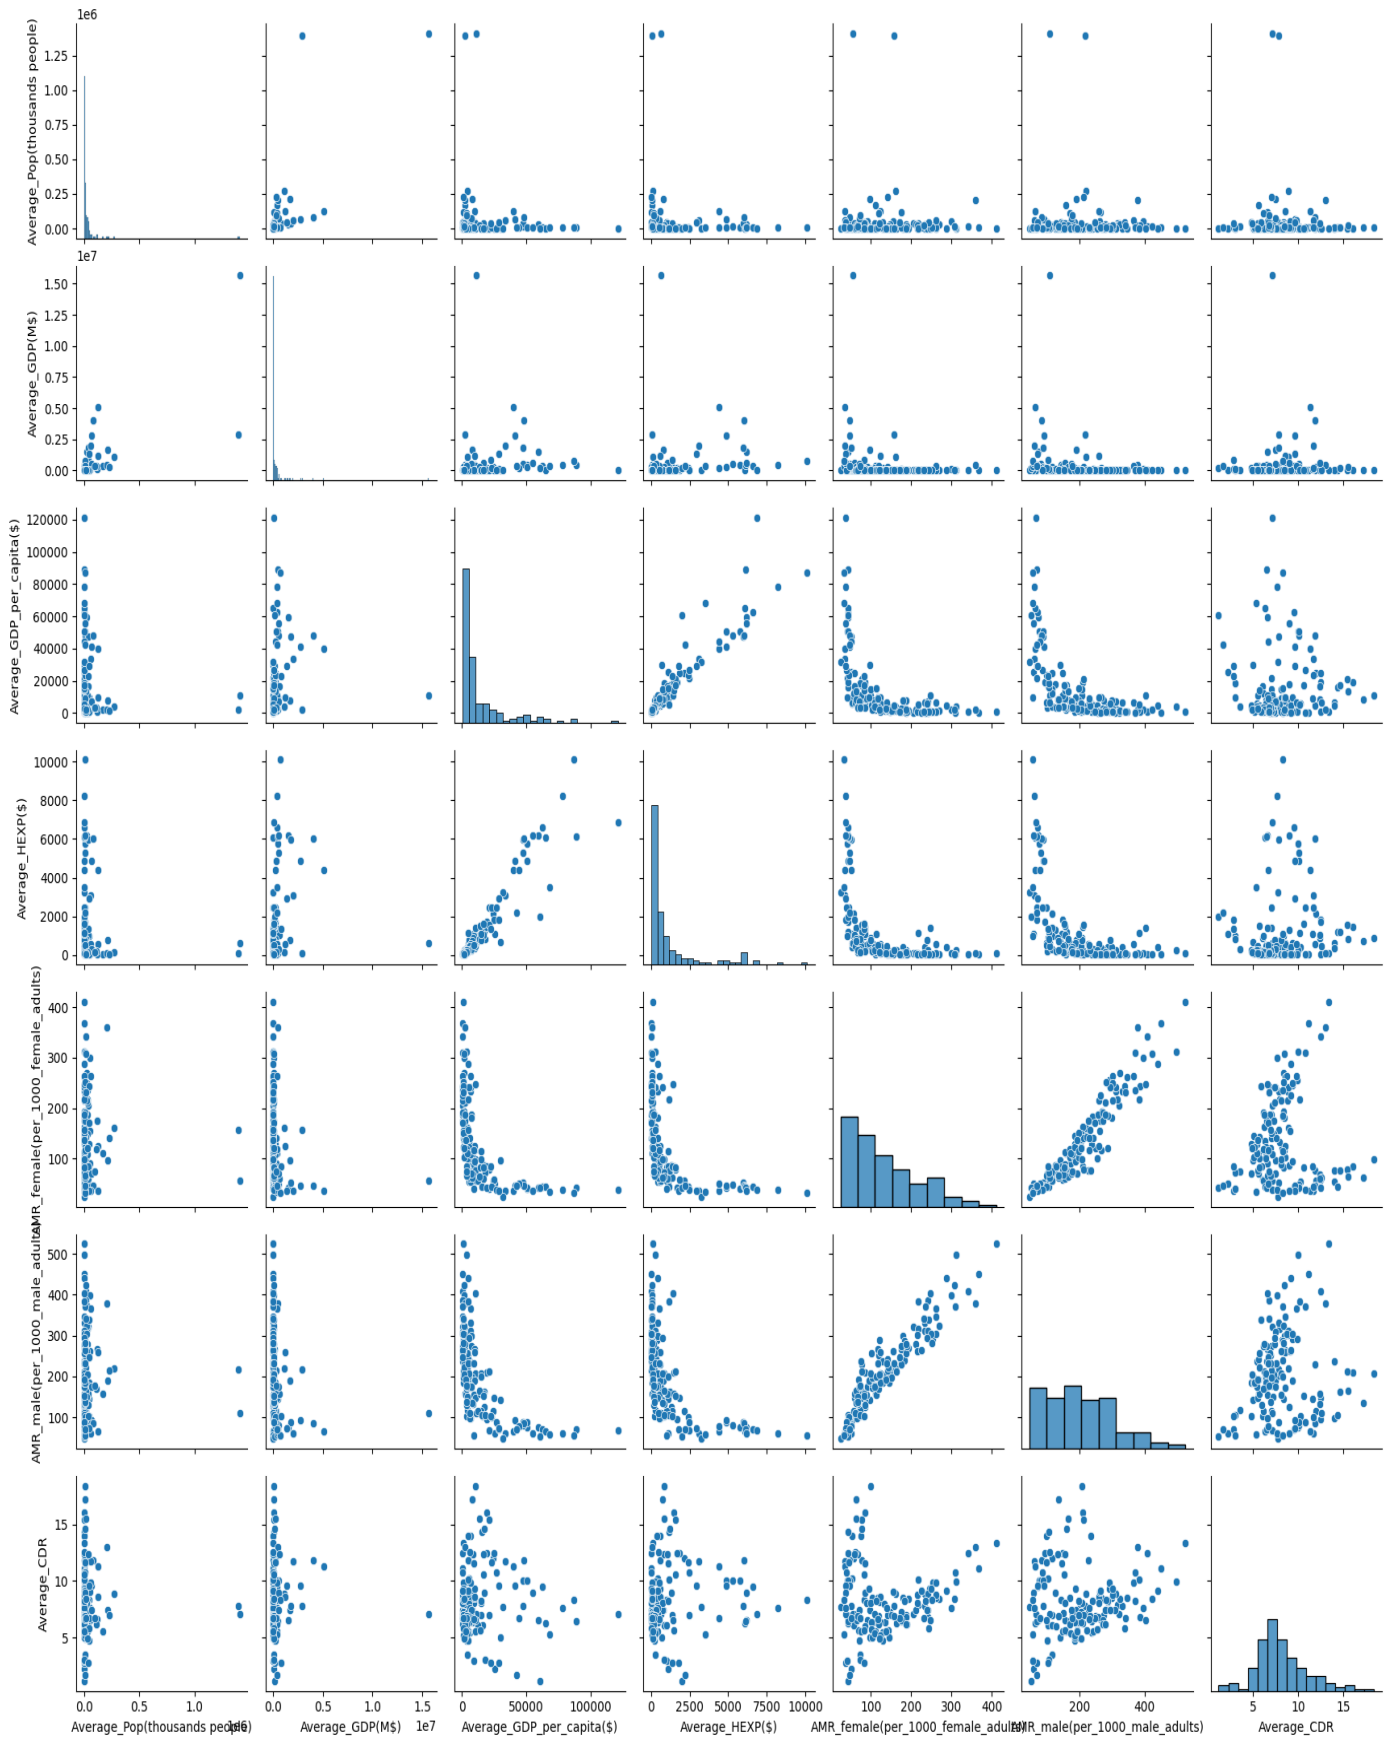 1e6
Average_Pop(thousands people)
1.25
1.00
0.75
0.50
0.25
0.00
1e7
Average_GDP(M$)
1.50
1.25
1.00
0.75
0.50
0.25
0.00
Average_GDP_per_capita($)
120000
100000
80000
60000
40000
20000
0
Average_HEXP($)
10000
8000
6000
4000
2000
0
AMR_female(per_1000_female_adults)
400
300
200
100
AMR_male(per_1000_male_adults)
500
400
300
200
100
Average_CDR
15
10
5
0.0 0.5 1.0
Average_Pop(thousands people)
1e6
0.0 0.5 1.0 1.5
Average_GDP(M$)
1e7
0 50000 100000
Average_GDP_per_capita($)
0 2500 5000 7500 10000
Average_HEXP($)
100 200 300 400
AMR_female(per_1000_female_adults)
200 400
AMR_male(per_1000_male_adults)
5 10 15
Average_CDR